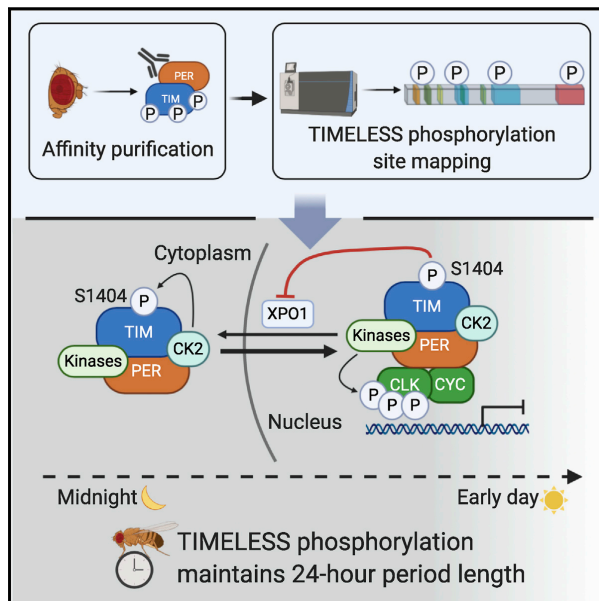 P
PER
TIM
P
P
P
Affinity purification
P
P
P
P
TIMELESS phosphorylation
site mapping
Cytoplasm
S1404
P
TIM
Kinases
CK2
PER
XPO1
Nucleus
P
S1404
TIM
CK2
Kinases
PER
P
CLK
CYC
P
P
Midnight
Early day
TIMELESS phosphorylation
maintains 24-hour period length